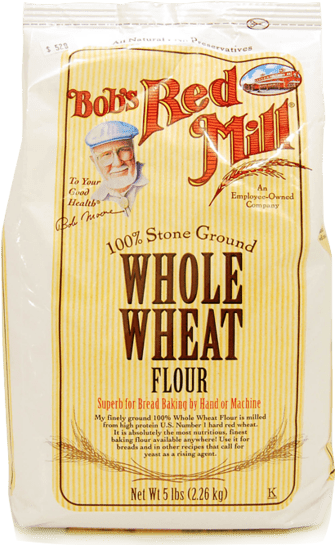 An Natural Preservatives
Bob's Red Mill®
To Your
Good
Health®
Bob Moore
An
Employee-Owned
Company
100% Stone Ground
WHOLE
WHEAT
FLOUR
Superb for Bread Baking by Hand or Machine
My finely ground 100% Whole Wheat Flour is milled
from high protein U.S. Number 1 hard red wheat.
It is absolutely the most nutritious, finest
baking flour available anywhere! Use it for
breads and in other recipes that call for
yeast as a rising agent.
Net Wt 5 lbs (2.26 kg)
K